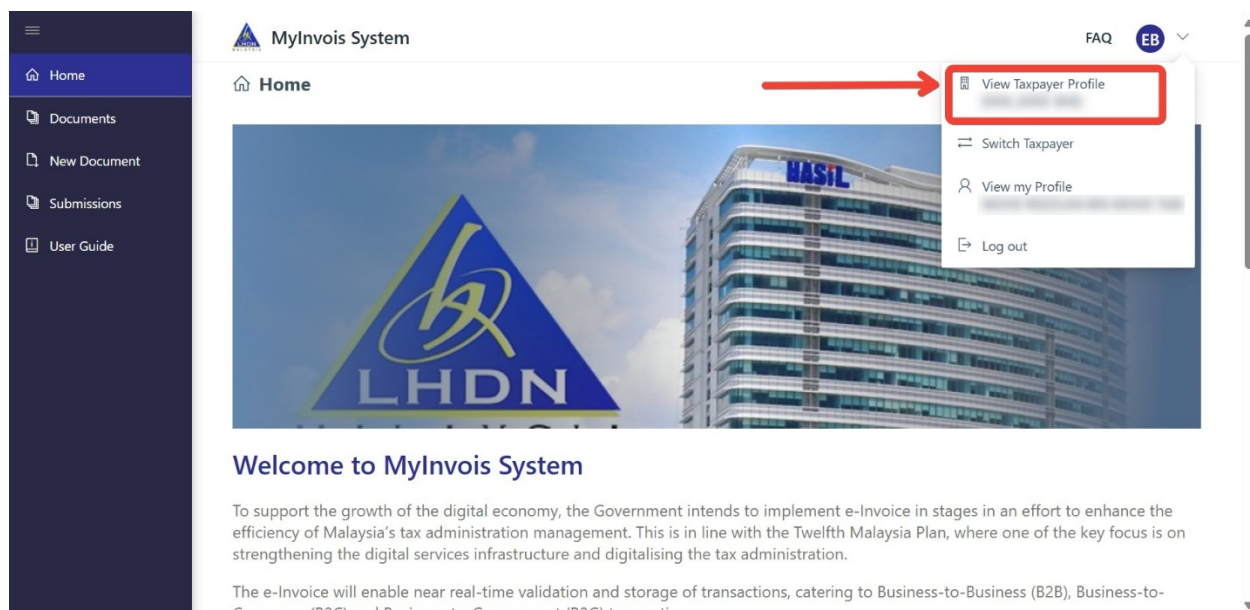 MyInvois System
FAQ
EB
Home
Documents
New Document
Submissions
User Guide
Home
View Taxpayer Profile
Switch Taxpayer
View my Profile
Log out
HASiL
LHDN
Welcome to MyInvois System
To support the growth of the digital economy, the Government intends to implement e-Invoice in stages in an effort to enhance the
efficiency of Malaysia's tax administration management. This is in line with the Twelfth Malaysia Plan, where one of the key focus is on
strengthening the digital services infrastructure and digitalising the tax administration.
The e-Invoice will enable near real-time validation and storage of transactions, catering to Business-to-Business (B2B), Business-to-